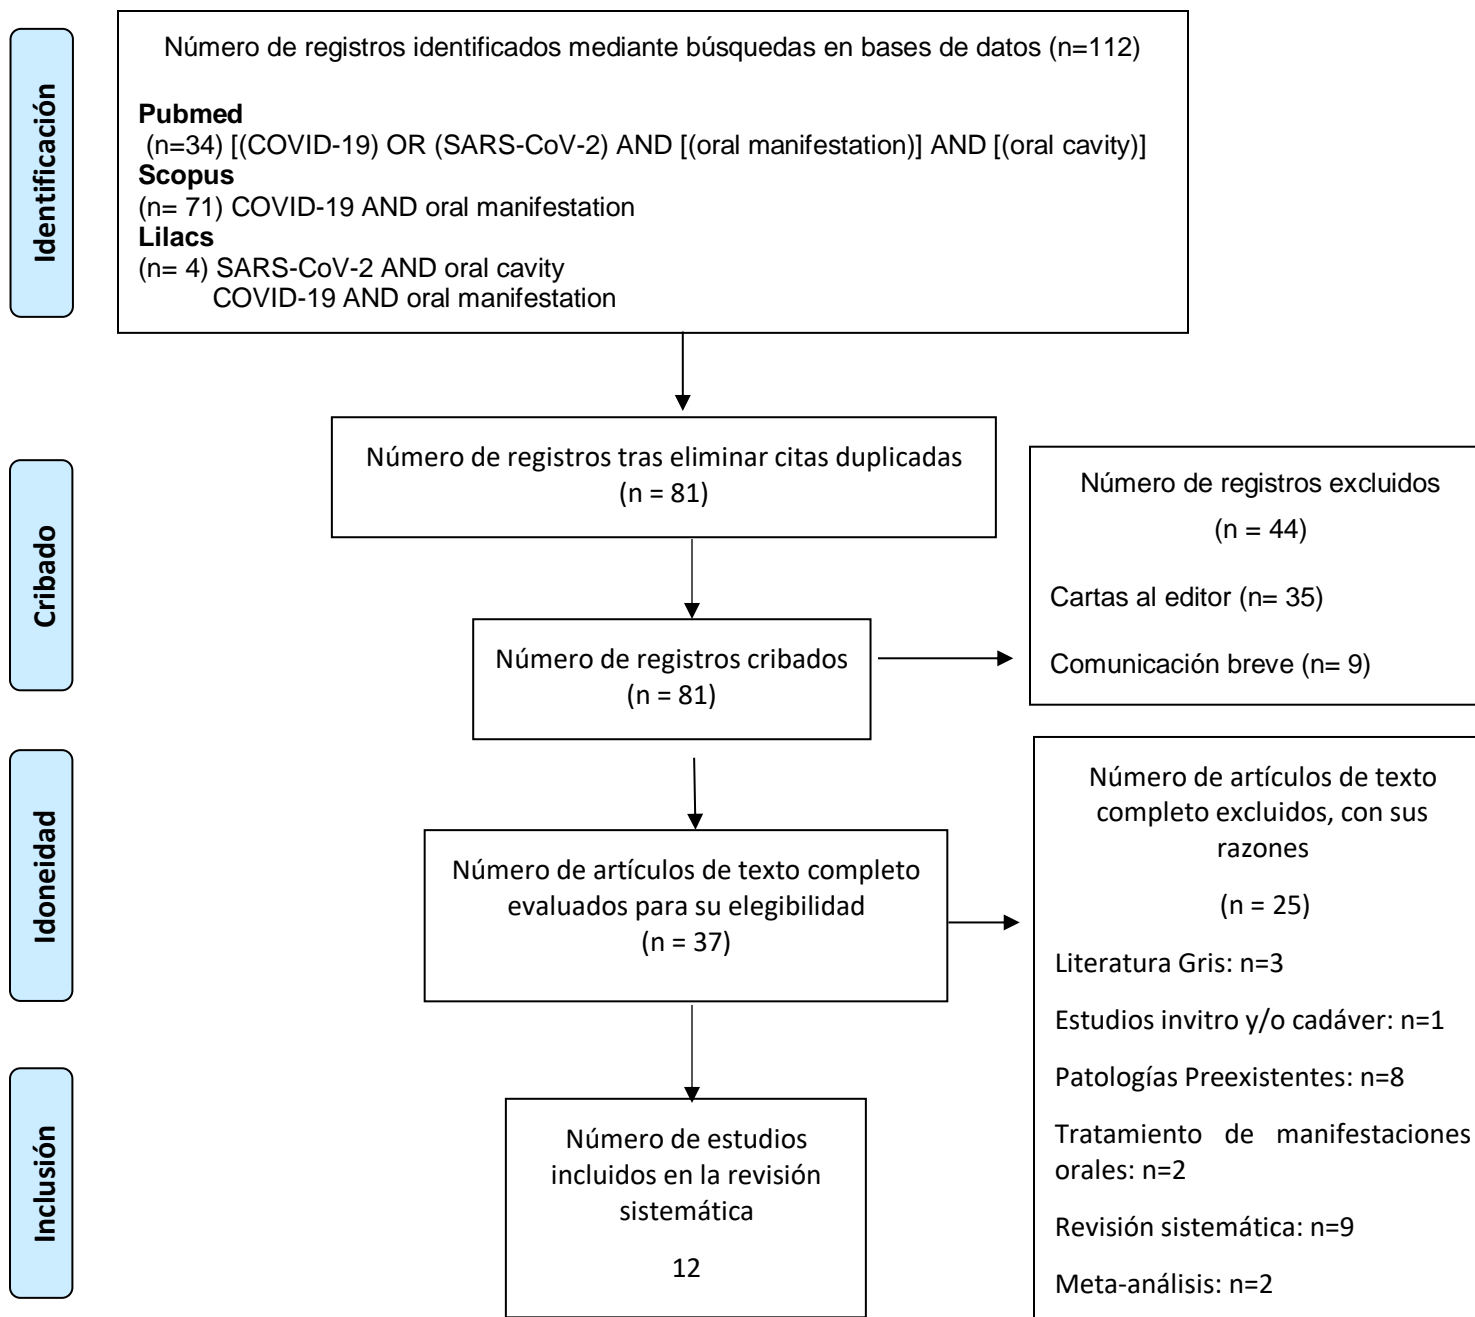 Identificación
Número de registros identificados mediante búsquedas en bases de datos (n=112)
Pubmed
(n=34) [(COVID-19) OR (SARS-CoV-2) AND [(oral manifestation)] AND [(oral cavity)]
Scopus
(n= 71) COVID-19 AND oral manifestation
Lilacs
(n= 4) SARS-CoV-2 AND oral cavity
COVID-19 AND oral manifestation
Cribado
Número de registros tras eliminar citas duplicadas
(n = 81)
Número de registros excluidos
(n = 44)
Cartas al editor (n= 35)
Comunicación breve (n= 9)
Número de registros cribados
(n = 81)
Idoneidad
Número de artículos de texto completo
evaluados para su elegibilidad
(n = 37)
Número de artículos de texto
completo excluidos, con sus
razones
(n = 25)
Literatura Gris: n=3
Estudios invitro y/o cadáver: n=1
Patologías Preexistentes: n=8
Tratamiento de manifestaciones
orales: n=2
Revisión sistemática: n=9
Meta-análisis: n=2
Inclusión
Número de estudios
incluidos en la revisión
sistemática
12